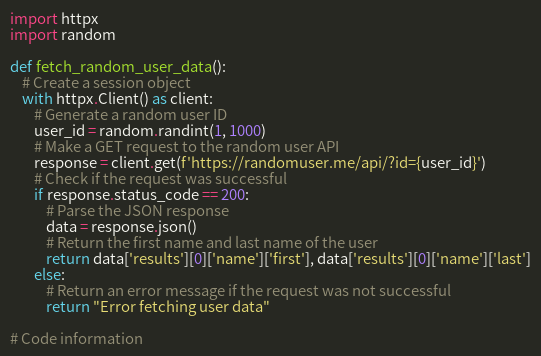 import httpx
import random

def fetch_random_user_data():
    # Create a session object
    with httpx.Client() as client:
        # Generate a random user ID
        user_id = random.randint(1, 1000)
        # Make a GET request to the random user API
        response = client.get(f'https://randomuser.me/api/?id={user_id}')
        # Check if the request was successful
        if response.status_code == 200:
            # Parse the JSON response
            data = response.json()
            # Return the first name and last name of the user
            return data['results'][0]['name']['first'], data['results'][0]['name']['last']
        else:
            # Return an error message if the request was not successful
            return "Error fetching user data"

# Code information